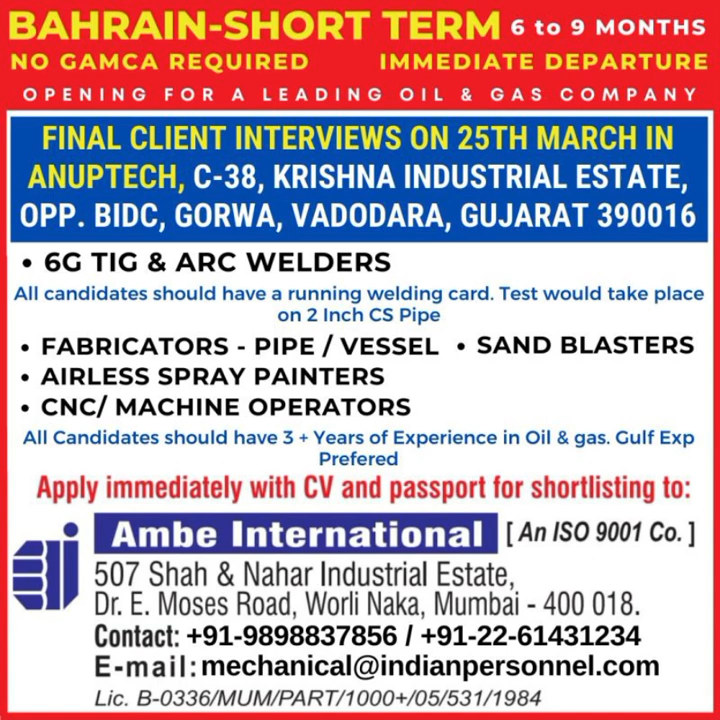 BAHRAIN-SHORT TERM 6 to 9 MONTHS
NO GAMCA REQUIRED IMMEDIATE DEPARTURE
OPENING FOR A LEADING OIL & GAS COMPANY
FINAL CLIENT INTERVIEWS ON 25TH MARCH IN
ANUPTECH, C-38, KRISHNA INDUSTRIAL ESTATE,
OPP. BIDC, GORWA, VADODARA, GUJARAT 390016
• 6G TIG & ARC WELDERS
All candidates should have a running welding card. Test would take place
on 2 Inch CS Pipe
• FABRICATORS - PIPE / VESSEL • SAND BLASTERS
• AIRLESS SPRAY PAINTERS
• CNC/ MACHINE OPERATORS
All Candidates should have 3 + Years of Experience in Oil & gas. Gulf Exp
Prefered
Apply immediately with CV and passport for shortlisting to:
Ambe International [ An ISO 9001 Co. ]
507 Shah & Nahar Industrial Estate,
Dr. E. Moses Road, Worli Naka, Mumbai - 400 018.
Contact: +91-9898837856 / +91-22-61431234
E-mail: mechanical@indianpersonnel.com
Lic. B-0336/MUM/PART/1000+/05/531/1984